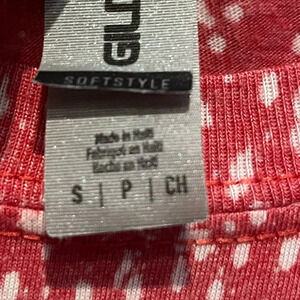 GILD
SOFTSTYLE
Made in Haiti
Fabriqué en Haïti
Hecho en Haití
S | P | CH